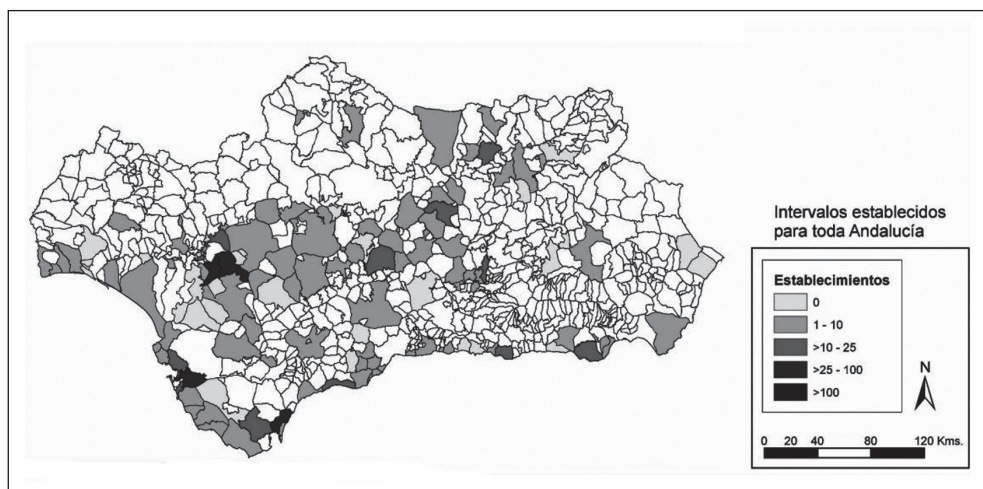 Intervalos establecidos
para toda Andalucía
Establecimientos
0
1 - 10
>10 - 25
>25 - 100
>100
N
0 20 40 80 120 Kms.